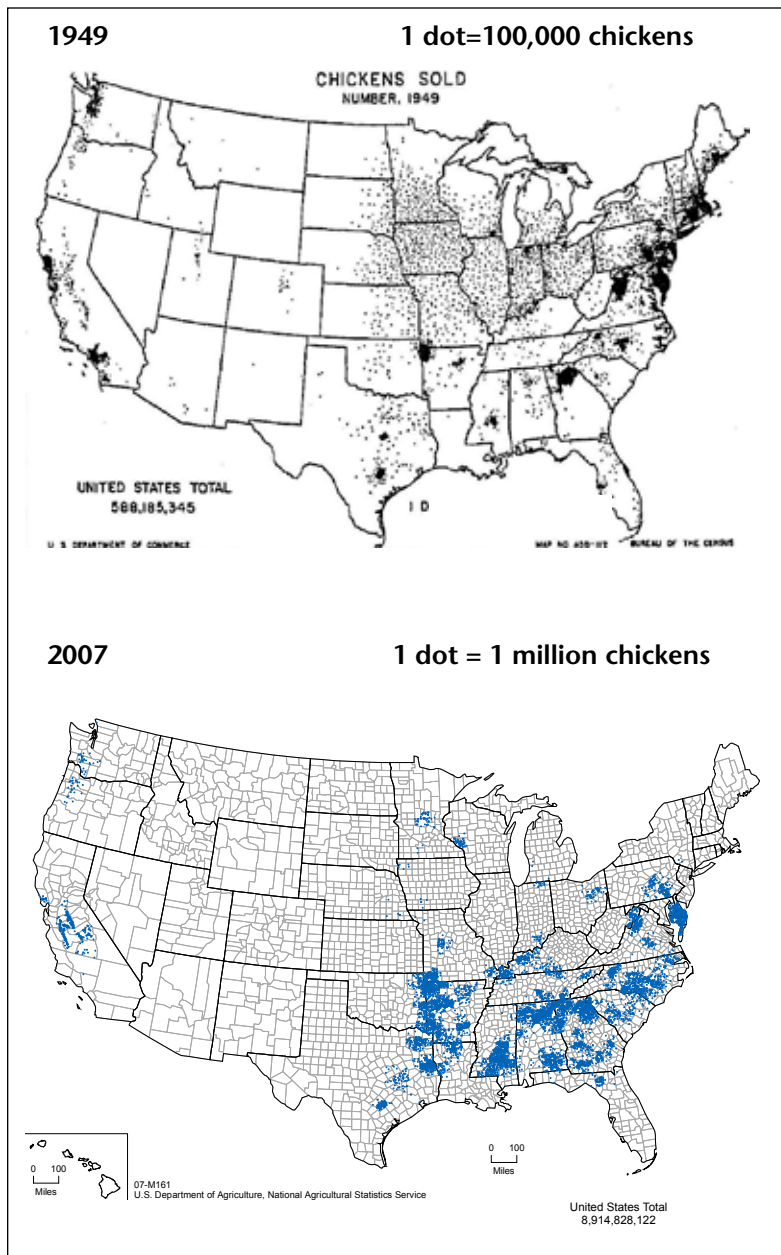 1949
1 dot=100,000 chickens
CHICKENS SOLD
NUMBER, 1949
UNITED STATES TOTAL
588,185,345
1 D
U. S. DEPARTMENT OF COMMERCE
BUREAU OF THE CENSUS
2007
1 dot = 1 million chickens
0 100
Miles
0 100
Miles
07-M161
U.S. Department of Agriculture, National Agricultural Statistics Service
United States Total
8,914,828,122